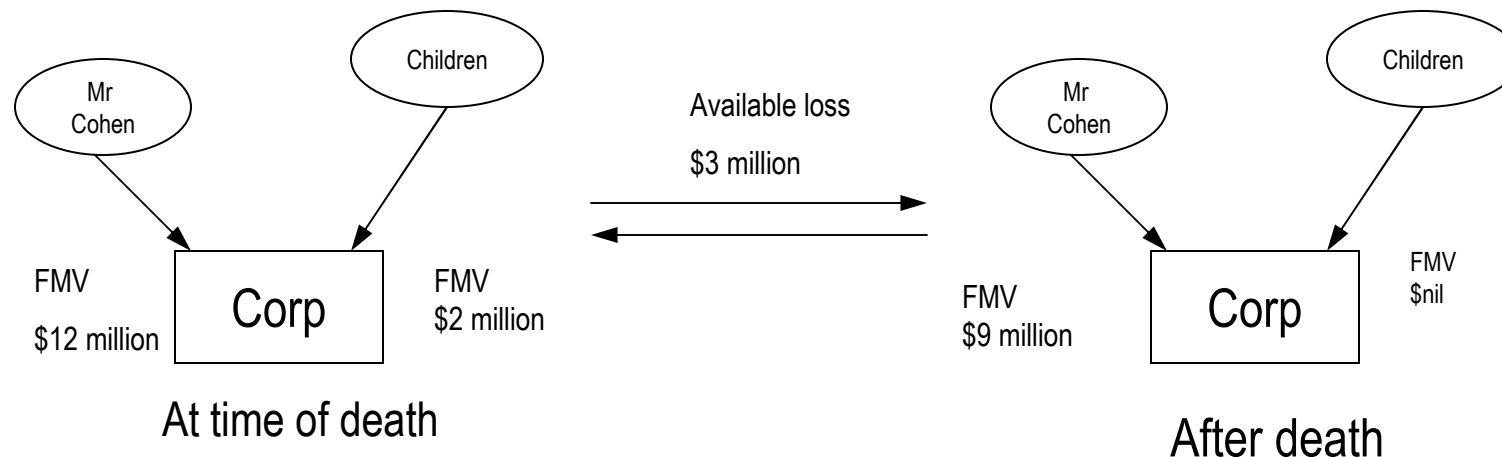 Mr
Cohen
Children
FMV
$12 million
Corp
FMV
$2 million
At time of death
Available loss
$3 million
Mr
Cohen
Children
FMV
$9 million
Corp
FMV
$nil
After death